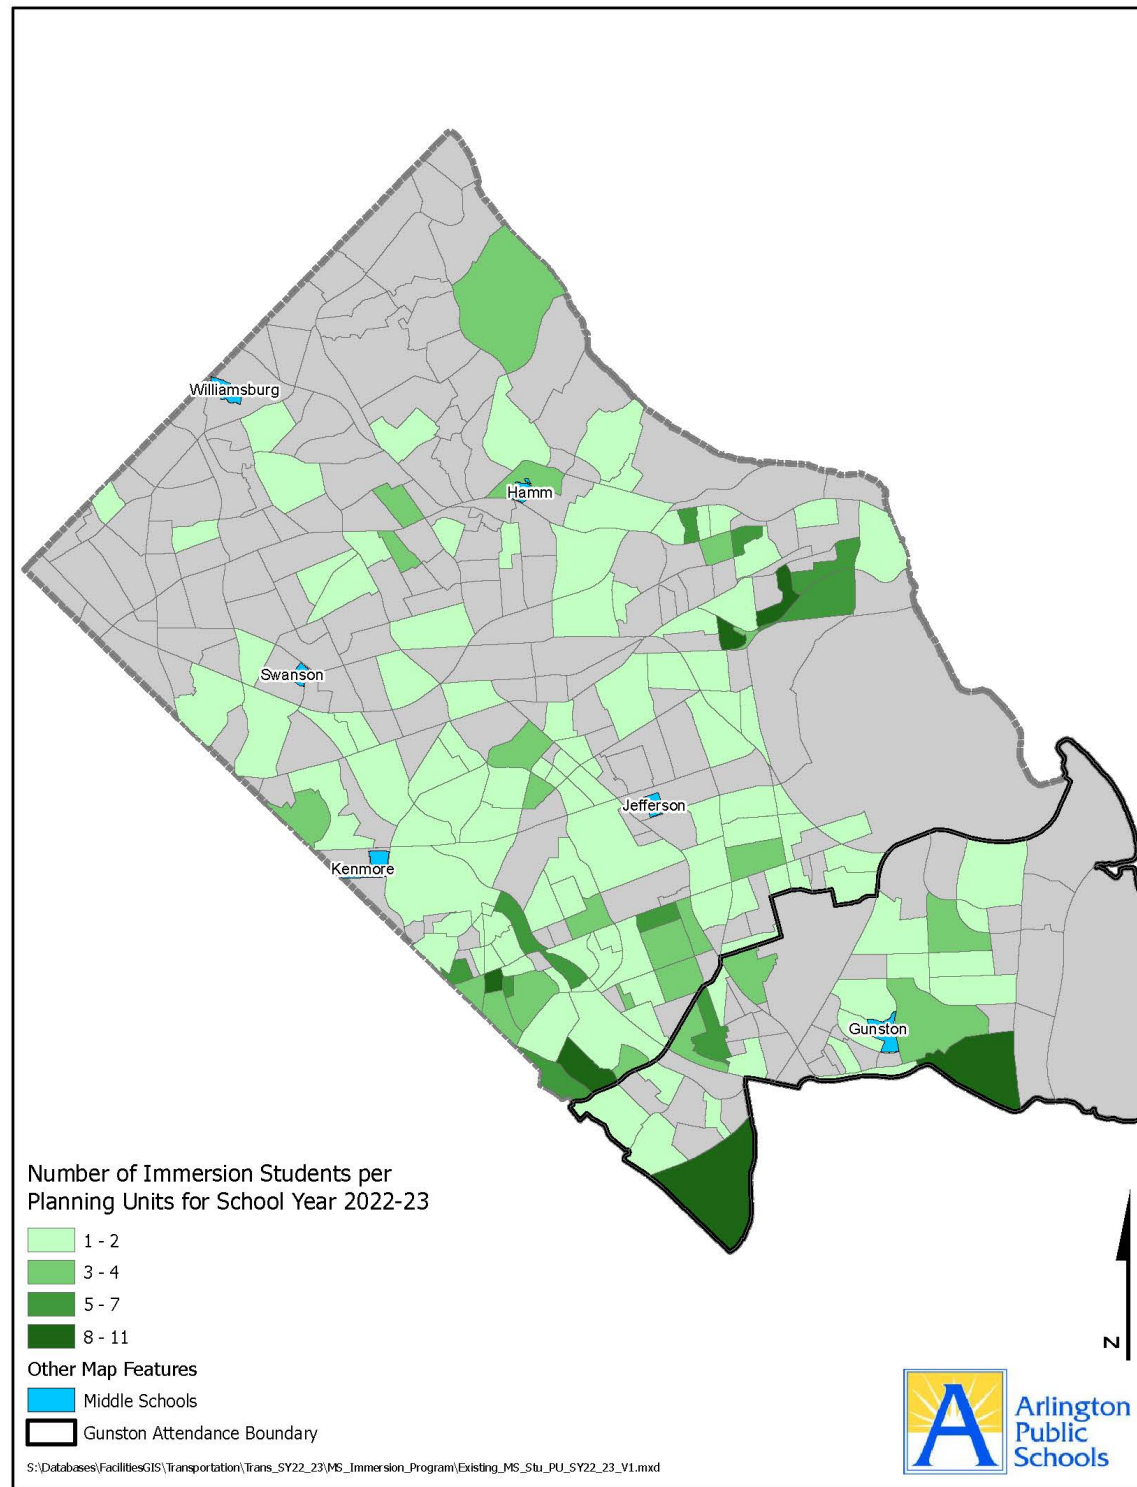 Williamsburg
Hamm
Swanson
Jefferson
Kenmore
Gunston
Number of Immersion Students per
Planning Units for School Year 2022-23
1 - 2
3 - 4
5 - 7
8 - 11
Other Map Features
Middle Schools
Gunston Attendance Boundary
S:\Databases\FacilitiesGIS\Transportation\Trans_SY22_23\MS_Immersion_Program\Existing_MS_Stu_PU_SY22_23_V1.mxd
N
A
Arlington
Public
Schools